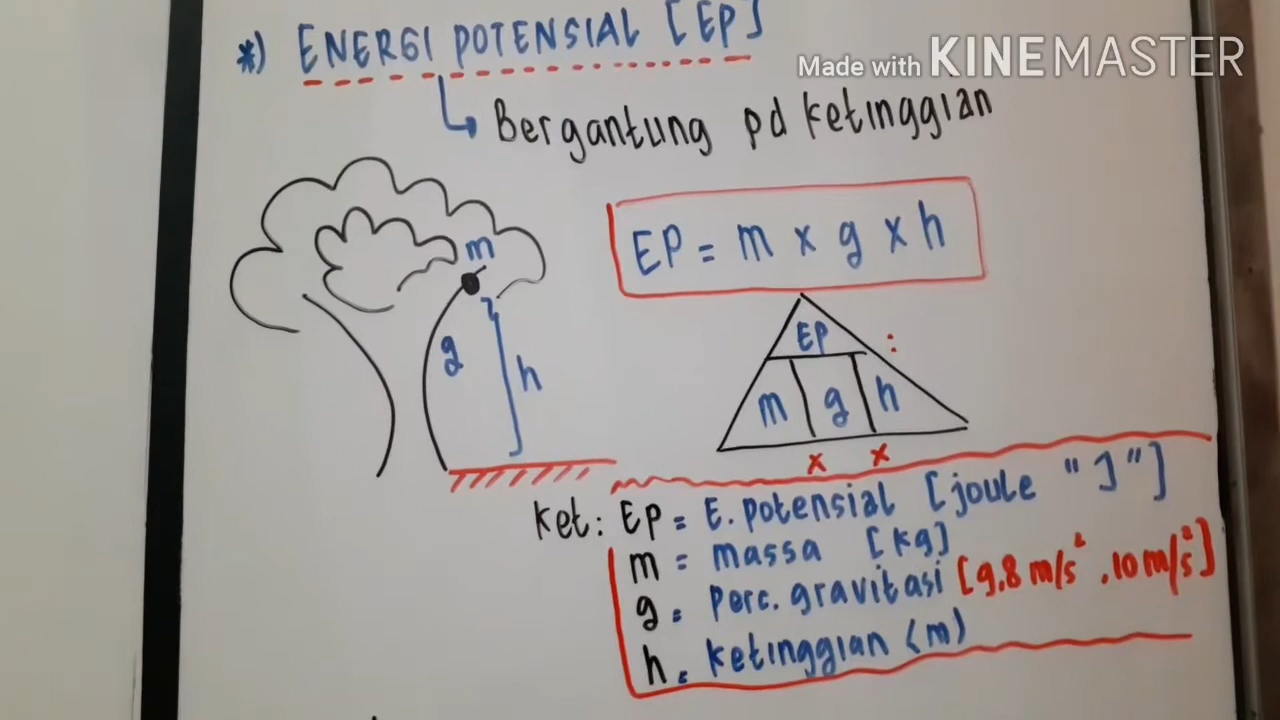 *) ENERGI POTENSIAL [EP]
Made with KINEMASTER
Bergantung pd ketinggian
m
g
h
EP = m x g x h
EP :
m g h
x x
Ket: Ep = E. potensial [joule "J"]
m = massa [kg]
g = Perc. gravitasi [9,8 m/s², 10 m/s²]
h = ketinggian (m)